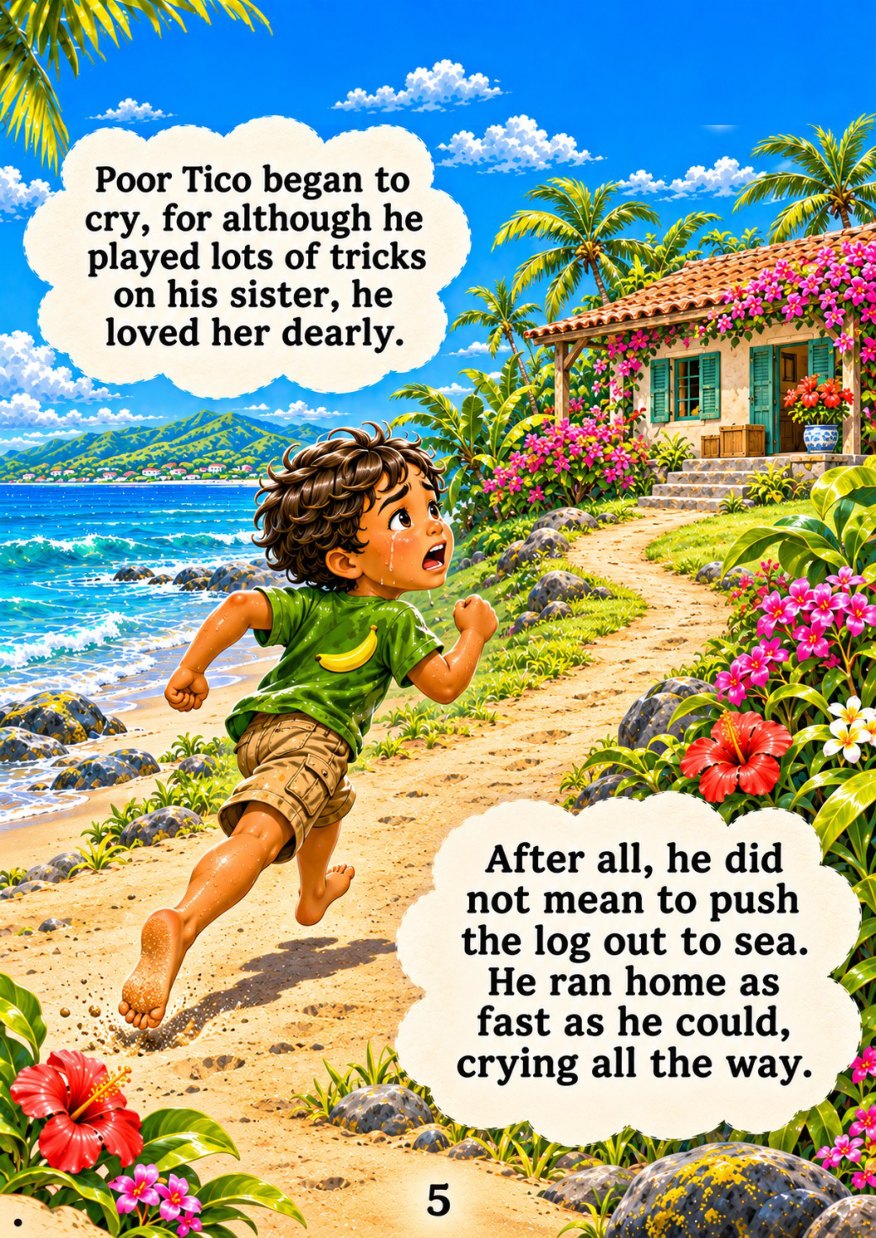 Poor Tico began to
cry, for although he
played lots of tricks
on his sister, he
loved her dearly.
After all, he did
not mean to push
the log out to sea.
He ran home as
fast as he could,
crying all the way.
5